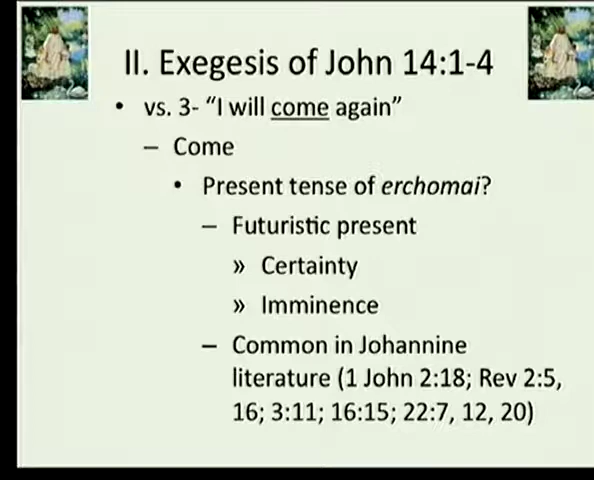 II. Exegesis of John 14:1-4
• vs. 3- “I will come again”
– Come
• Present tense of erchomai?
– Futuristic present
» Certainty
» Imminence
– Common in Johannine
literature (1 John 2:18; Rev 2:5,
16; 3:11; 16:15; 22:7, 12, 20)